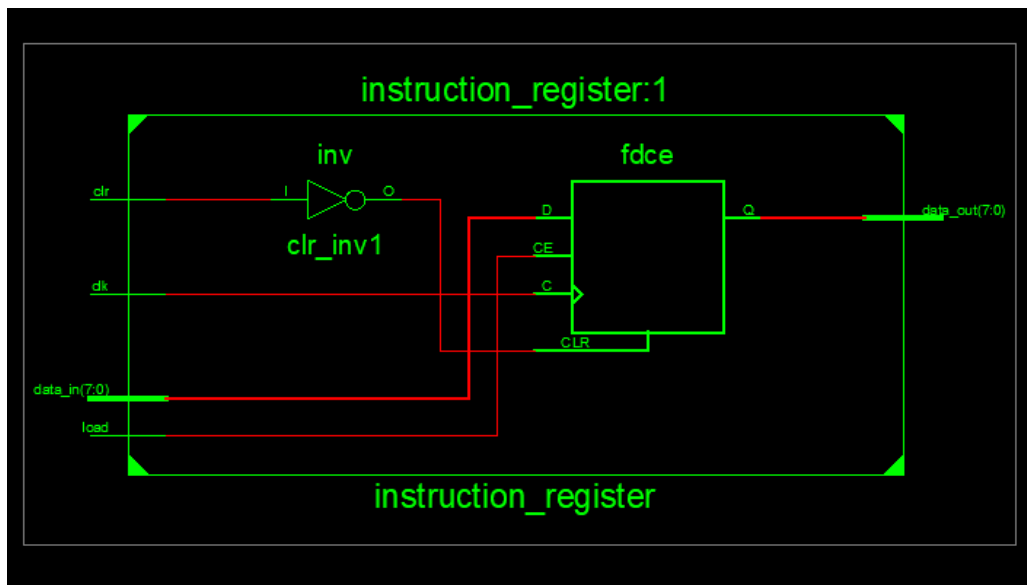 instruction_register:1
inv
fdce
clr
I
O
D
Q
data_out(7:0)
clr_inv1
CE
clk
C
CLR
data_in(7:0)
load
instruction_register